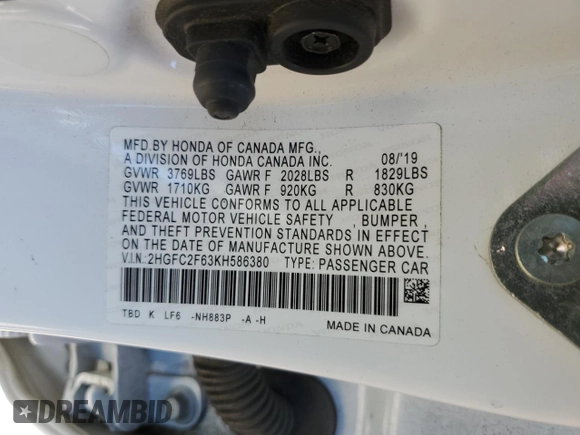 MFD.BY HONDA OF CANADA MFG.,
A DIVISION OF HONDA CANADA INC. 08/'19
GVWR 3769LBS GAWR F 2028LBS R 1829LBS
GVWR 1710KG GAWR F 920KG R 830KG
THIS VEHICLE CONFORMS TO ALL APPLICABLE
FEDERAL MOTOR VEHICLE SAFETY , BUMPER ,
AND THEFT PREVENTION STANDARDS IN EFFECT
ON THE DATE OF MANUFACTURE SHOWN ABOVE.
V.I.N.:2HGFC2F63KH586380 TYPE: PASSENGER CAR
TBD K LF6 -NH883P -A -H
MADE IN CANADA
DREAMBID